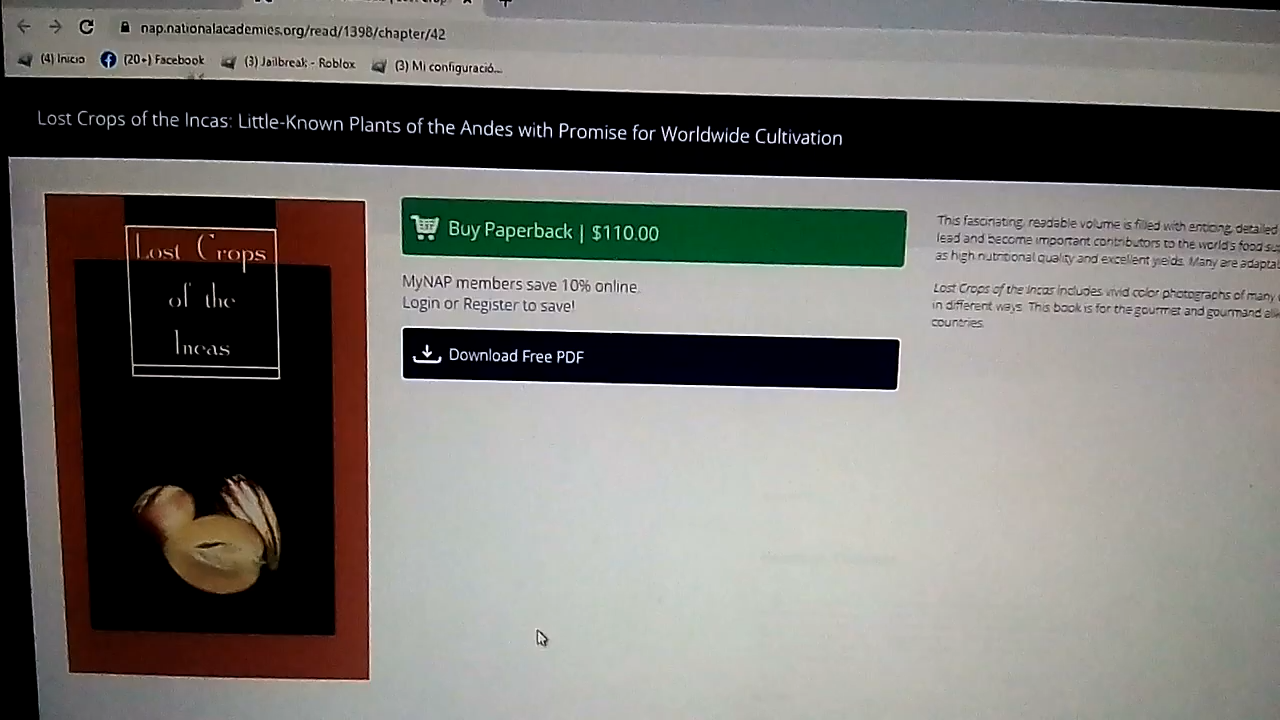 nap.nationalacademies.org/read/1398/chapter/42
(4) Inicio (20+) Facebook (3) Jailbreak - Roblox (3) Mi configuració...
Lost Crops of the Incas: Little-Known Plants of the Andes with Promise for Worldwide Cultivation
Lost Crops
of the
Incas
Buy Paperback | $110.00
MyNAP members save 10% online.
Login or Register to save!
Download Free PDF
This fascinating, readable volume is filled with enticing, detailed
lead and become important contributors to the world's food
as high nutritional quality and excellent yields. Many are
Lost Crops of the Incas includes vivid color photographs of many
in different ways. This book is for the gourmet and gourmand
countries.